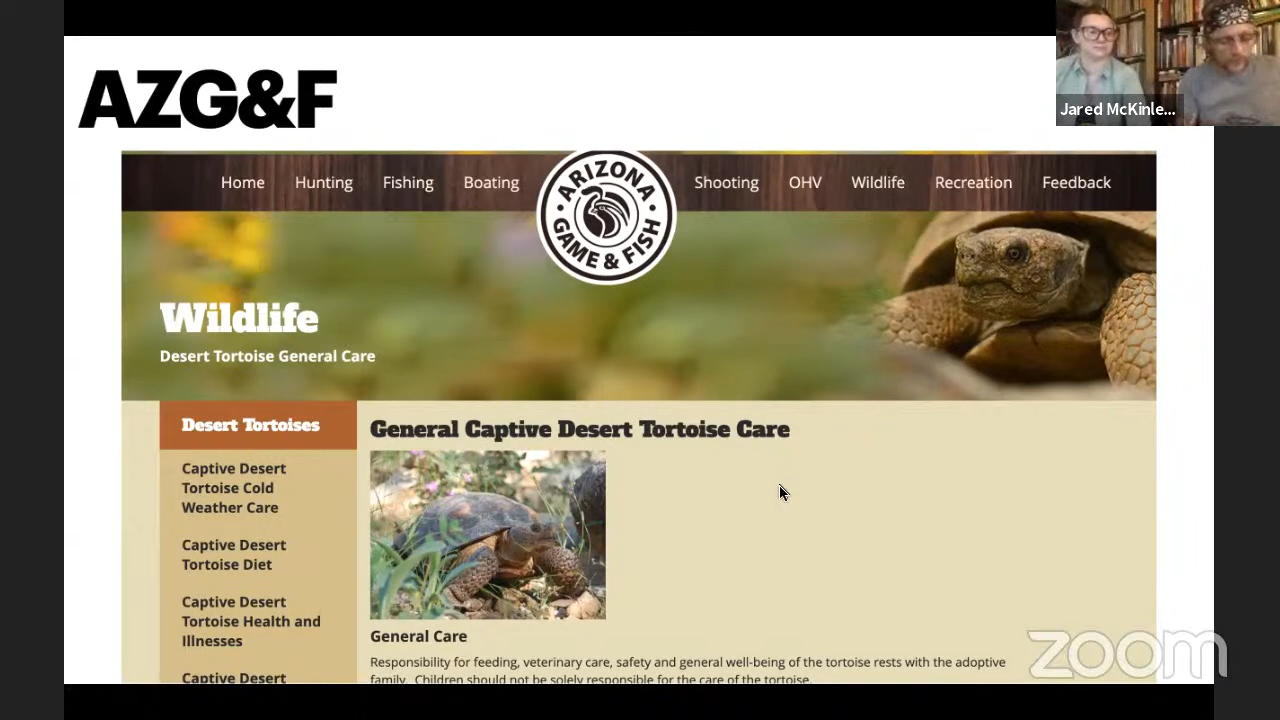 AZG&F
Jared McKinle...
Home Hunting Fishing Boating Shooting OHV Wildlife Recreation Feedback
ARIZONA
GAME & FISH
Wildlife
Desert Tortoise General Care
Desert Tortoises
Captive Desert
Tortoise Cold
Weather Care
Captive Desert
Tortoise Diet
Captive Desert
Tortoise Health and
Illnesses
Captive Desert
General Captive Desert Tortoise Care
General Care
Responsibility for feeding, veterinary care, safety and general well-being of the tortoise rests with the adoptive
family. Children should not be solely responsible for the care of the tortoise.
zoom